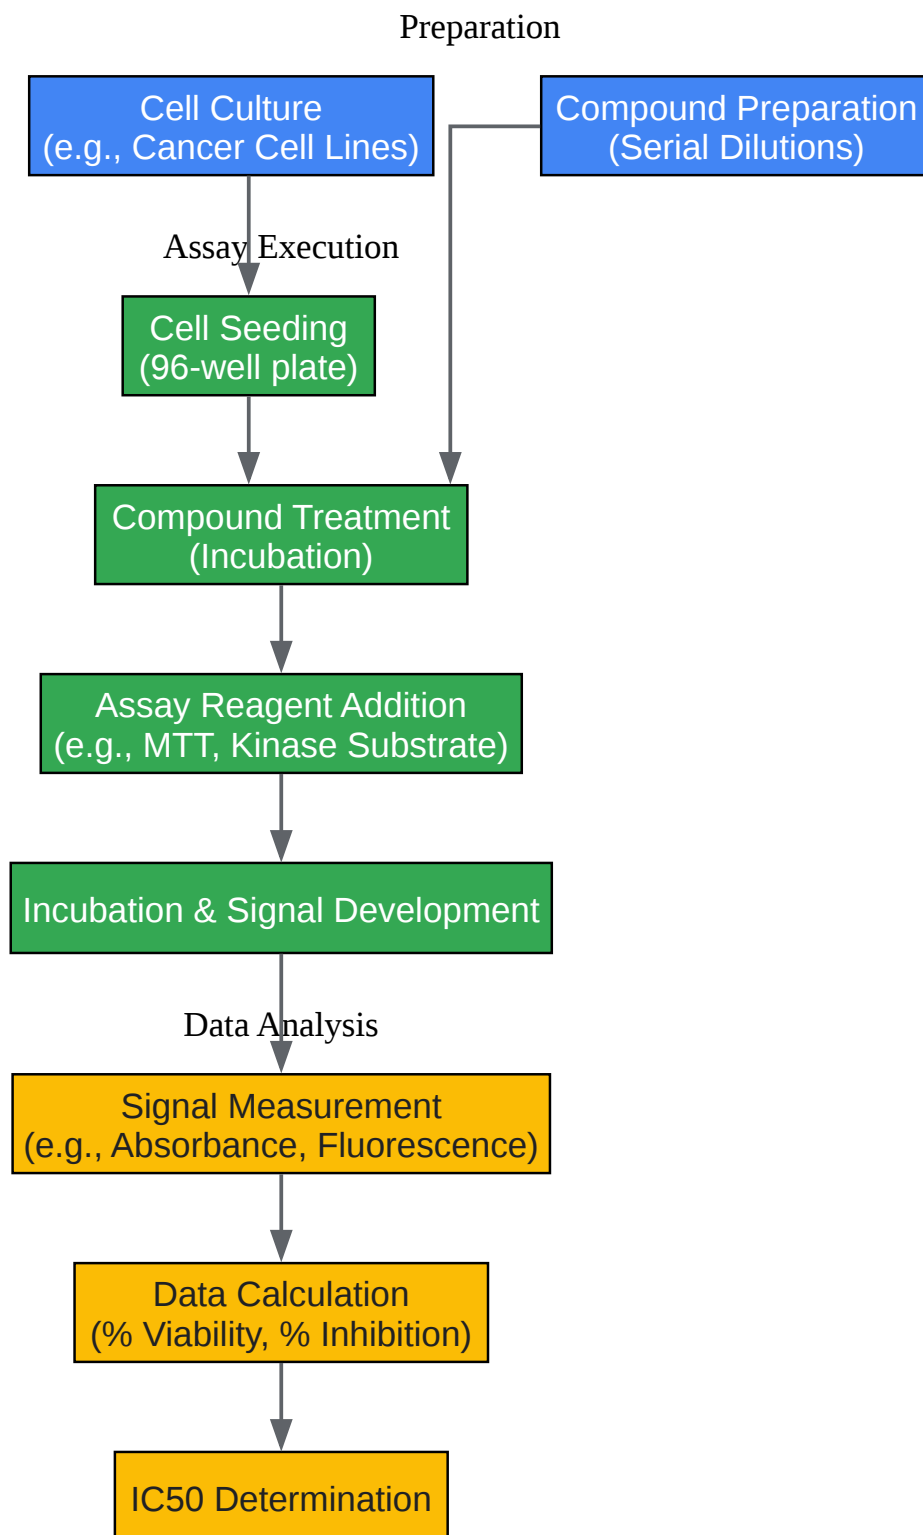 Preparation
Cell Culture
(e.g., Cancer Cell Lines)
Compound Preparation
(Serial Dilutions)
Assay Execution
Cell Seeding
(96-well plate)
Compound Treatment
(Incubation)
Assay Reagent Addition
(e.g., MTT, Kinase Substrate)
Incubation & Signal Development
Data Analysis
Signal Measurement
(e.g., Absorbance, Fluorescence)
Data Calculation
(% Viability, % Inhibition)
IC50 Determination